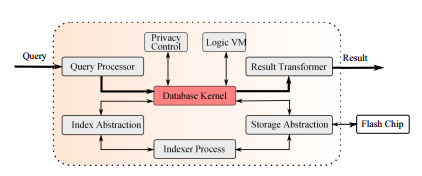 Query
Privacy
Control
Logic VM
Result
Query Processor
Result Transformer
Database Kernel
Index Abstraction
Storage Abstraction
Flash Chip
Indexer Process